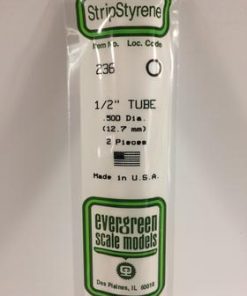 StripStyrene
Item No. Loc. Code
236
1/2" TUBE
.500 Dia.
(12.7 mm)
2 Pieces
Made in U.S.A.
evergreen
scale models
Des Plaines, IL 60018